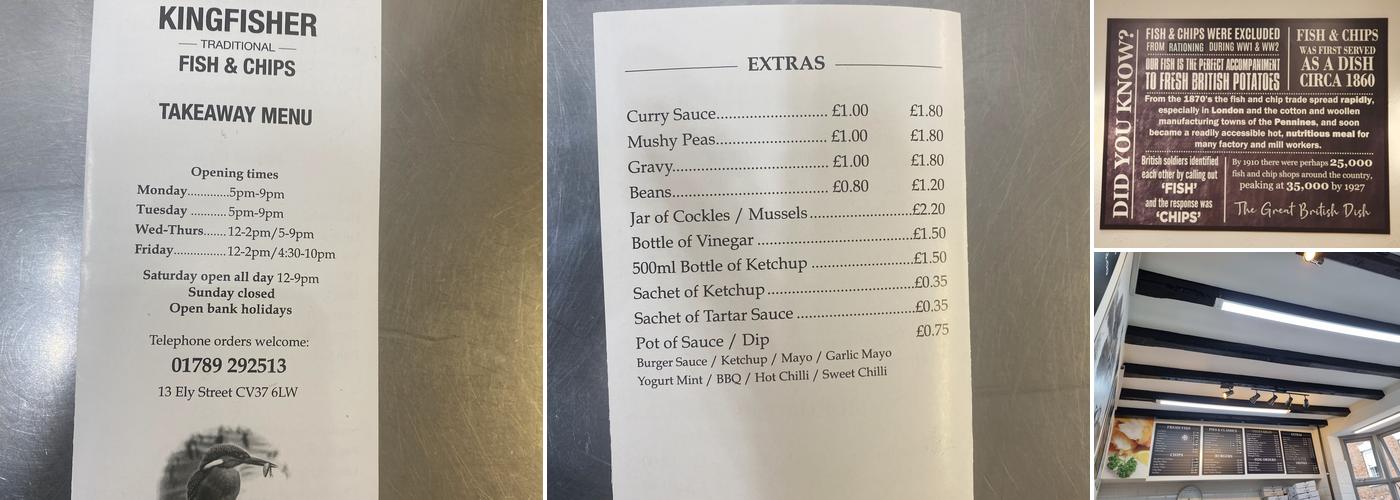 KINGFISHER
TRADITIONAL
FISH & CHIPS
TAKEAWAY MENU
Opening times
Monday............5pm-9pm
Tuesday ...........5pm-9pm
Wed-Thurs.......12-2pm/5-9pm
Friday................12-2pm/4:30-10pm
Saturday open all day 12-9pm
Sunday closed
Open bank holidays
Telephone orders welcome:
01789 292513
13 Ely Street CV37 6LW
EXTRAS
Curry Sauce............................ £1.00 £1.80
Mushy Peas............................ £1.00 £1.80
Gravy....................................... £1.00 £1.80
Beans....................................... £0.80 £1.20
Jar of Cockles / Mussels..........................£2.20
Bottle of Vinegar .......................................£1.50
500ml Bottle of Ketchup ..........................£1.50
Sachet of Ketchup.....................................£0.35
Sachet of Tartar Sauce ..............................£0.35
Pot of Sauce / Dip £0.75
Burger Sauce / Ketchup / Mayo / Garlic Mayo
Yogurt Mint / BBQ / Hot Chilli / Sweet Chilli
DID YOU KNOW?
FISH & CHIPS WERE EXCLUDED
FROM RATIONING DURING WW1 & WW2
OUR FISH IS THE PERFECT ACCOMPANIMENT
TO FRESH BRITISH POTATOES
FISH & CHIPS
WAS FIRST SERVED
AS A DISH
CIRCA 1860
From the 1870's the fish and chip trade spread rapidly,
especially in London and the cotton and woollen
manufacturing towns of the Pennines, and soon
became a readily accessible hot, nutritious meal for
many factory and mill workers.
British soldiers identified
each other by calling out
'FISH'
and the response was
'CHIPS'
By 1910 there were perhaps 25,000
fish and chip shops around the country,
peaking at 35,000 by 1927
The Great British Dish
CHIPS
BURGERS
EXTRAS